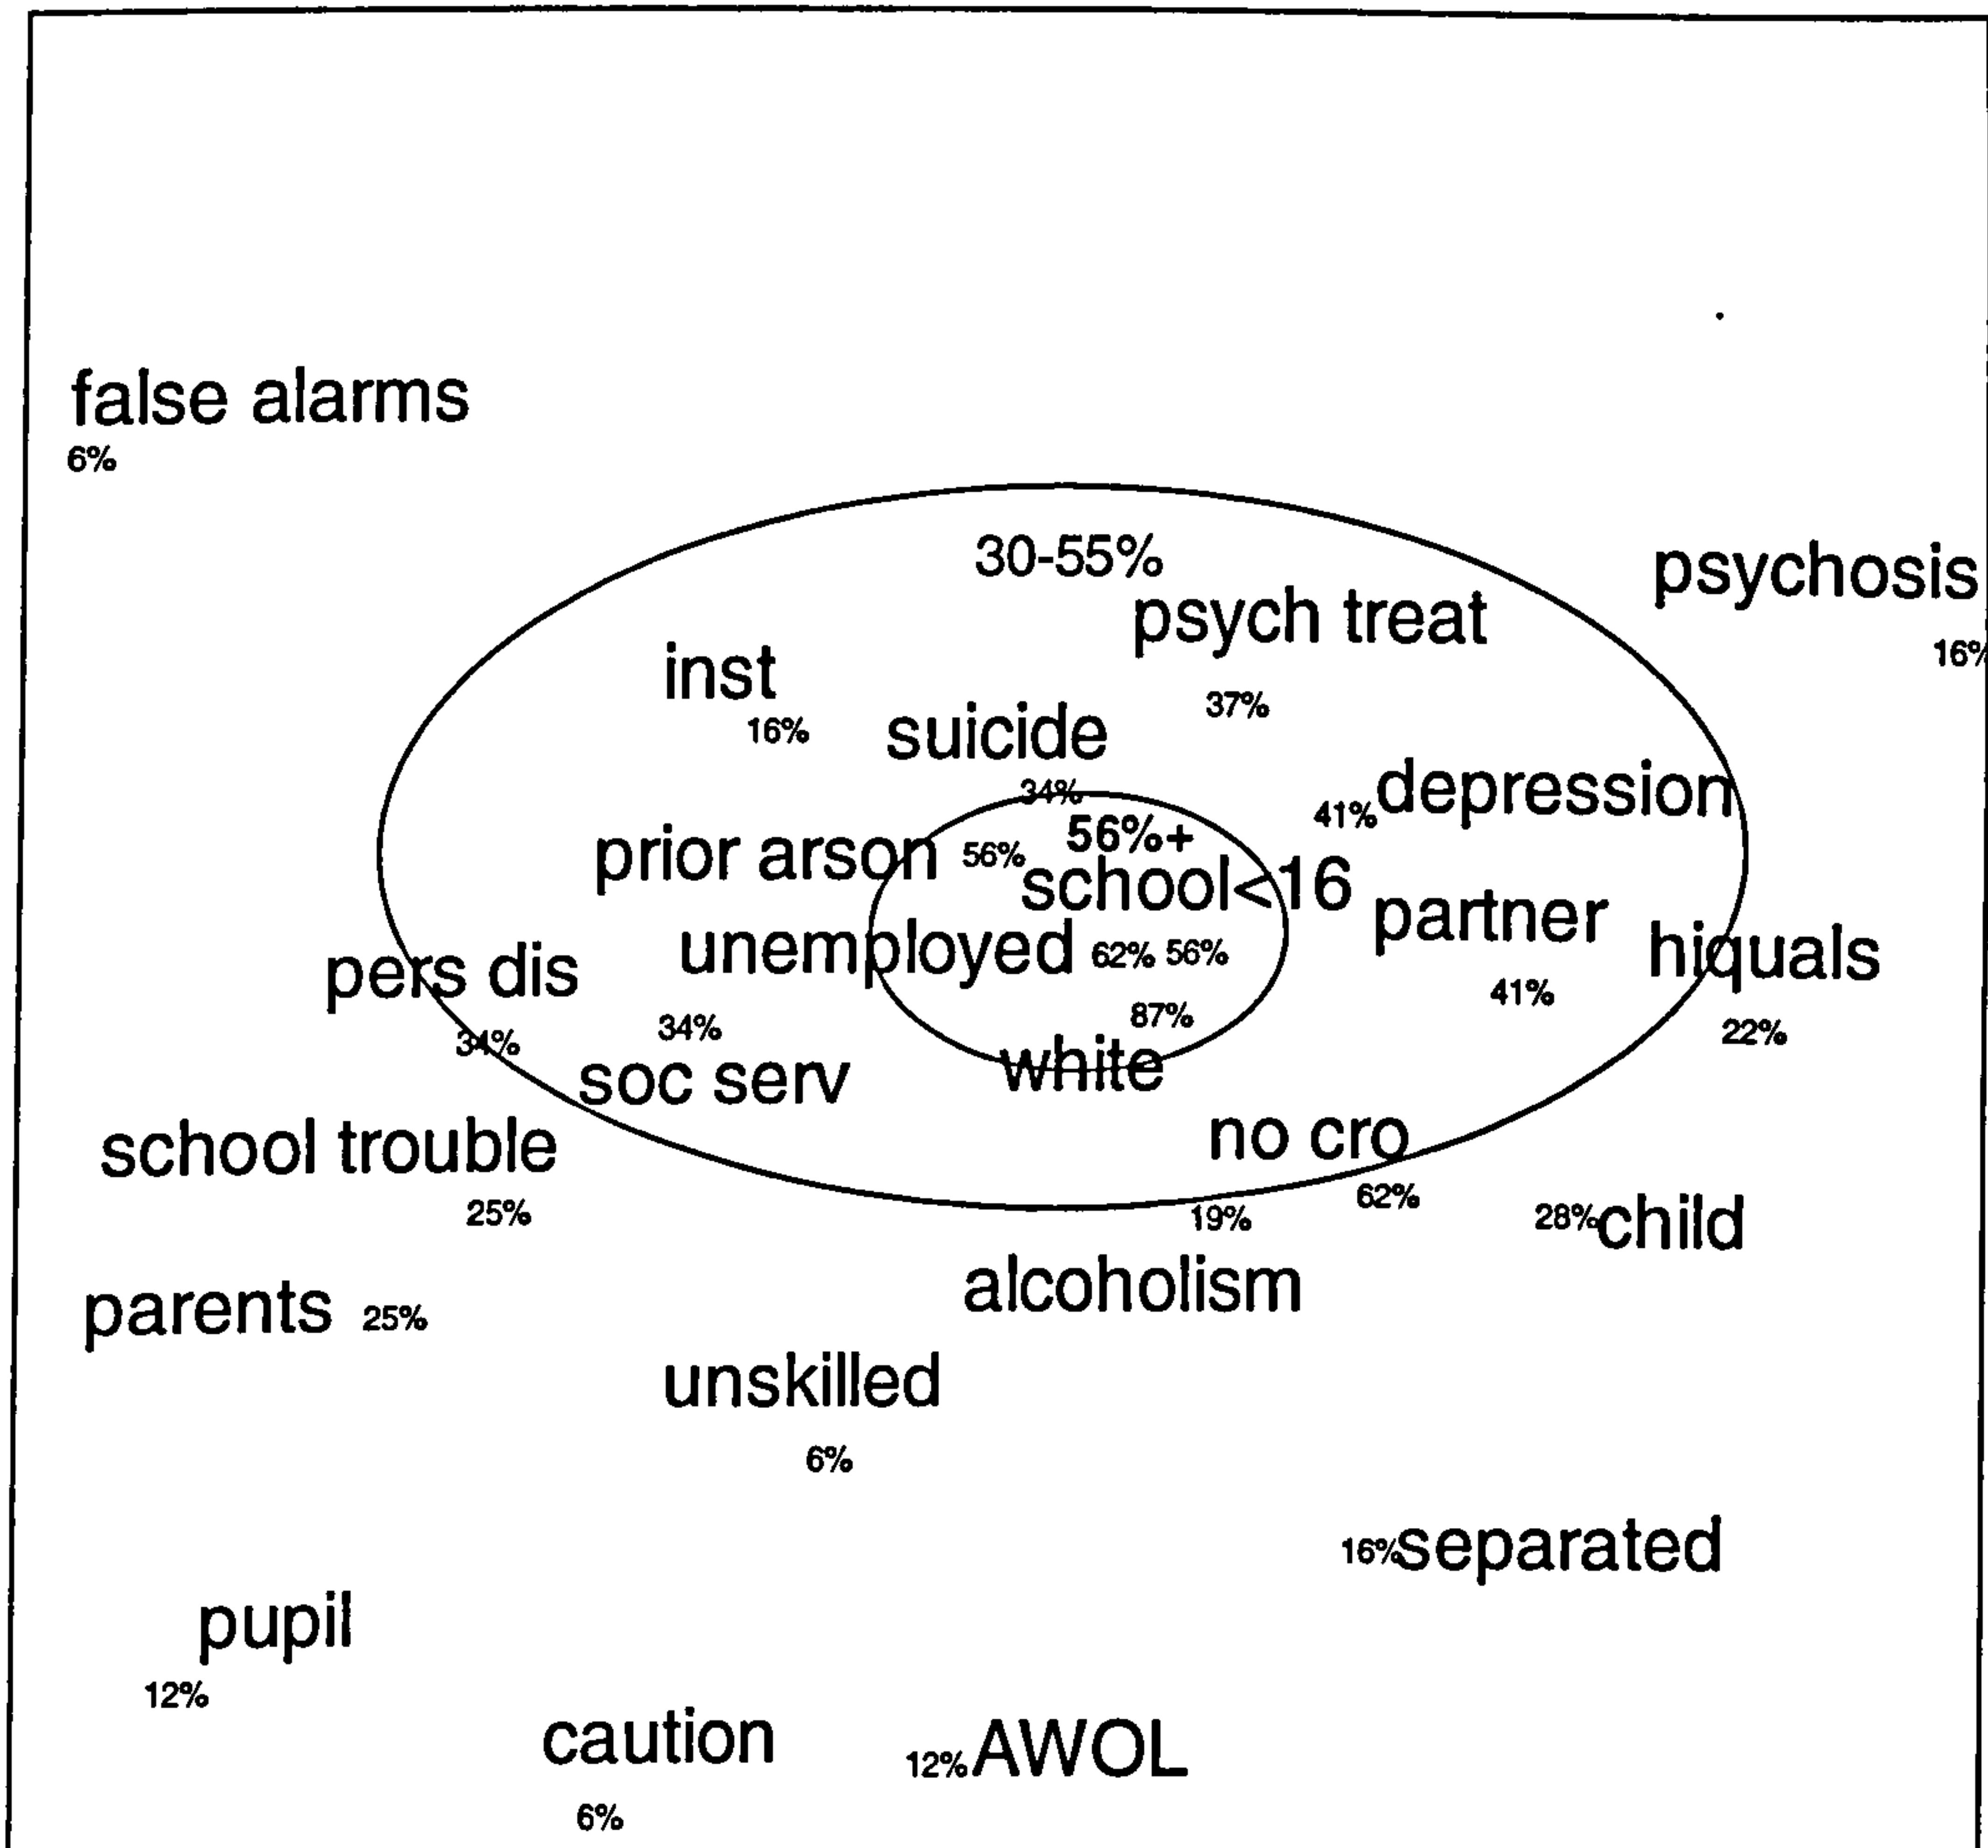 false alarms
6%
30-55%
psychosis
16%
psych treat
37%
inst
16%
suicide
34%
41% depression
56%+
prior arson 56%
school<16
partner
41%
hiquals
22%
unemployed 62% 56%
pers dis
34%
87%
white
34%
soc serv
school trouble
25%
no cro
62%
19%
alcoholism
28% child
parents 25%
unskilled
6%
16% separated
pupil
12%
caution
6%
12% AWOL